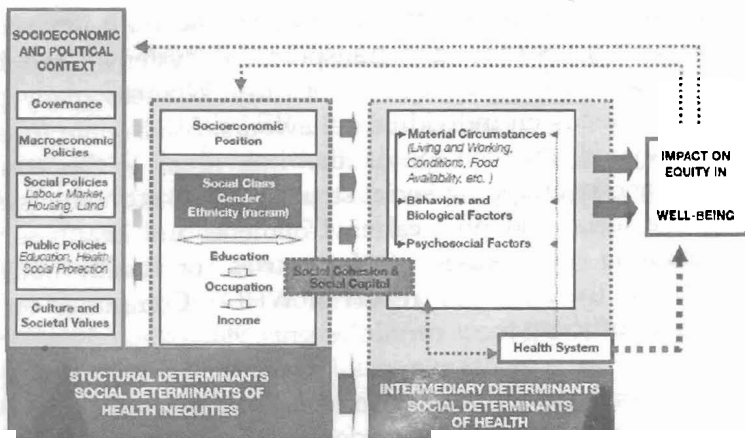 SOCIOECONOMIC
AND POLITICAL
CONTEXT
Governance
Macroeconomic
Policies
Social Policies
Labour Market,
Housing, Land
Public Policies
Education, Health,
Social Protection
Culture and
Societal Values
Socioeconomic
Position
Social Class
Gender
Ethnicity (racism)
Education
Occupation
Income
Social Cohesion &
Social Capital
Material Circumstances
(Living and Working,
Conditions, Food
Availability, etc. )
Behaviors and
Biological Factors
Psychosocial Factors
Health System
IMPACT ON
EQUITY IN
WELL-BEING
STUCTURAL DETERMINANTS
SOCIAL DETERMINANTS OF
HEALTH INEQUITIES
INTERMEDIARY DETERMINANTS
SOCIAL DETERMINANTS
OF HEALTH